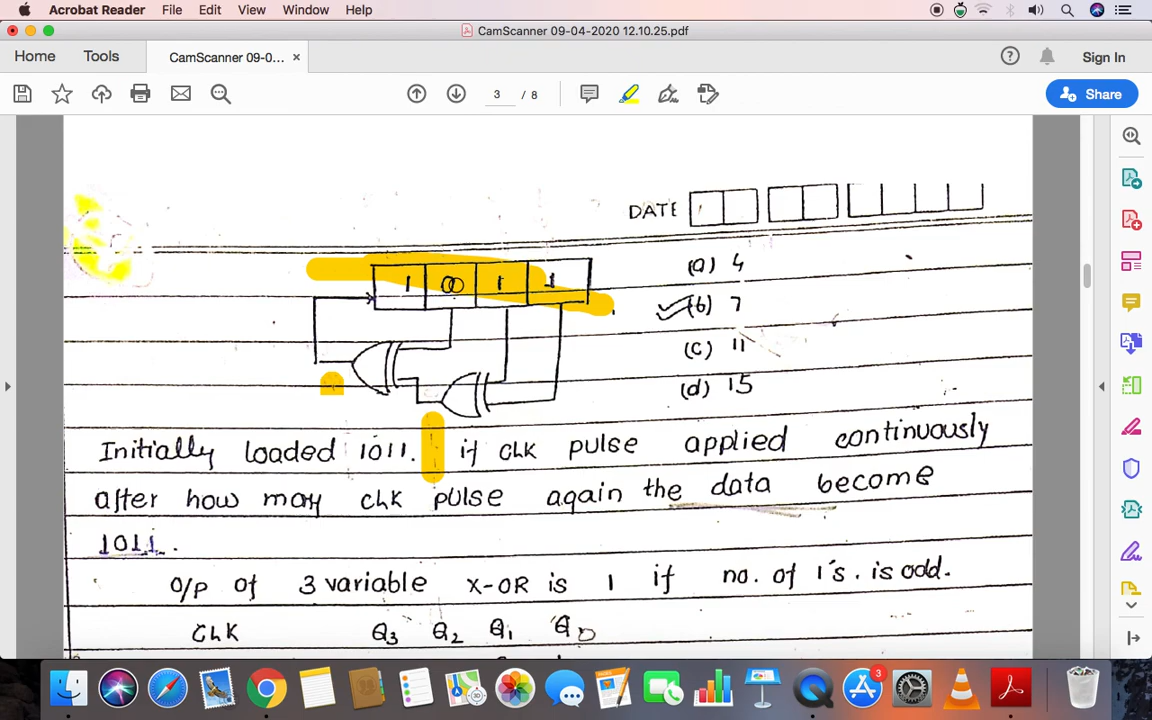 Acrobat Reader File Edit View Window Help
CamScanner 09-04-2020 12.10.25.pdf
Home Tools CamScanner 09-0... × Sign In
3 / 8 Share
DATE
1 0 1 1
(a) 4
(b) 7
(c) 11
(d) 15
Initially loaded 1011. if CLK pulse applied continuously
after how may CLK pulse again the data become
1011.
O/P of 3 variable X-OR is 1 if no. of 1's. is odd.
CLK Q3 Q2 Q1 Q0
3